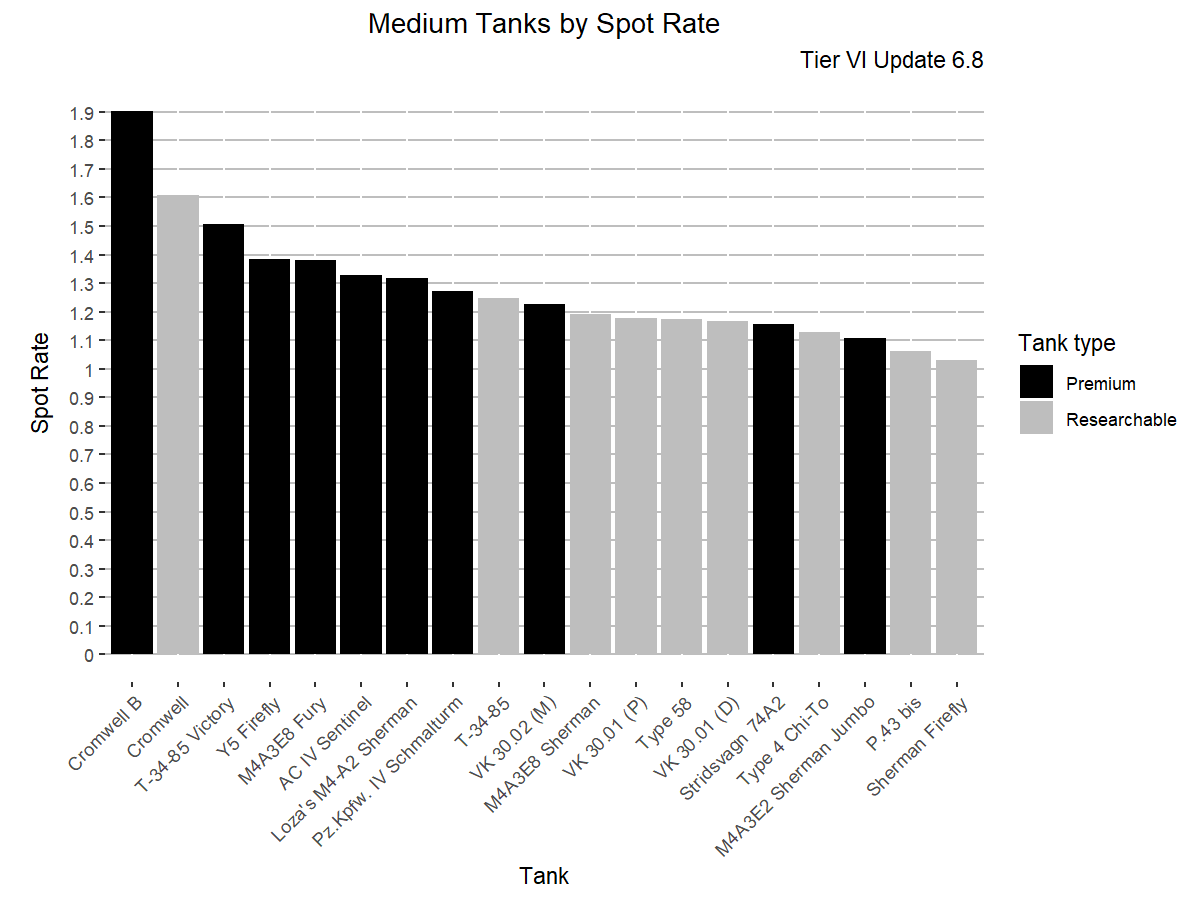 Medium Tanks by Spot Rate
Tier VI Update 6.8
1.9
1.8
1.7
1.6
1.5
1.4
1.3
1.2
1.1
1
0.9
0.8
0.7
0.6
0.5
0.4
0.3
0.2
0.1
0
Spot Rate
Cromwell B
Cromwell
T-34-85 Victory
Y5 Firefly
M4A3E8 Fury
AC IV Sentinel
Loza's M4-A2 Sherman
Pz.Kpfw. IV Schmalturm
T-34-85
VK 30.02 (M)
M4A3E8 Sherman
VK 30.01 (P)
Type 58
VK 30.01 (D)
Stridsvagn 74A2
Type 4 Chi-To
M4A3E2 Sherman Jumbo
P.43 bis
Sherman Firefly
Tank
Tank type
Premium
Researchable